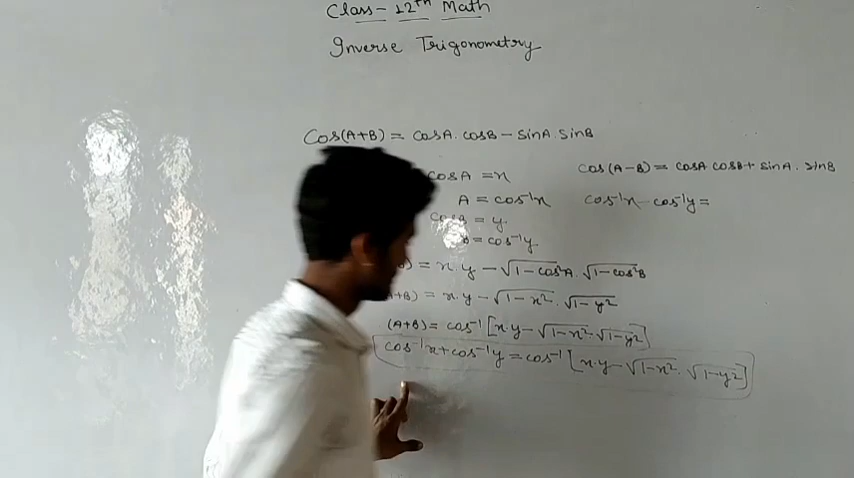 Class - 12th Math
Inverse Trigonometry
Cos(A+B) = cosA. cosB - sinA. sinB
cosA = x
A = cos⁻¹x
= y
= cos⁻¹y
= x.y - √1-cos²A . √1-cos²B
+B) = x.y - √1-x² . √1-y²
(A+B) = cos⁻¹[x.y - √1-x² . √1-y²]
cos⁻¹x + cos⁻¹y = cos⁻¹[x.y - √1-x² . √1-y²]
cos(A-B) = cosA cosB + sinA. sinB
cos⁻¹x - cos⁻¹y =